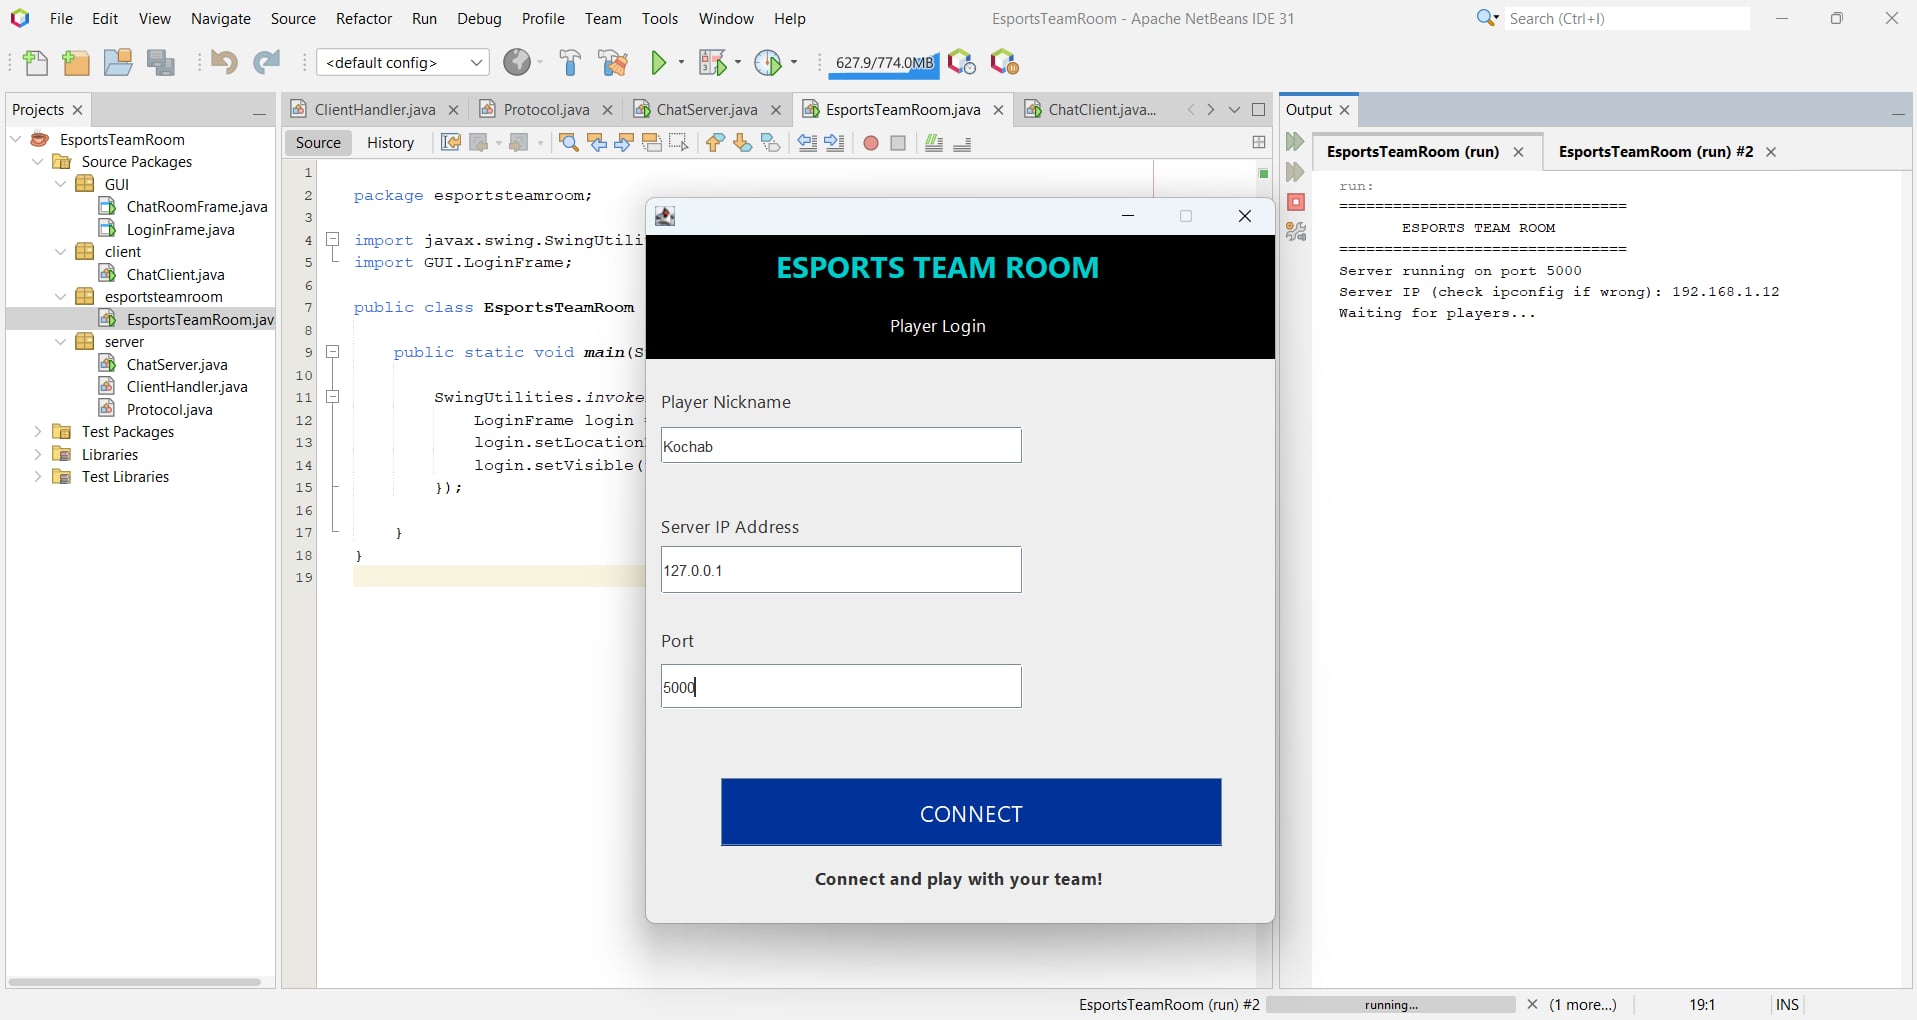 File Edit View Navigate Source Refactor Run Debug Profile Team Tools Window Help
EsportsTeamRoom - Apache NetBeans IDE 31
Search (Ctrl+I)
<default config>
627.9/774.0MB
Projects
EsportsTeamRoom
Source Packages
GUI
ChatRoomFrame.java
LoginFrame.java
client
ChatClient.java
esportsteamroom
EsportsTeamRoom.jav
server
ChatServer.java
ClientHandler.java
Protocol.java
Test Packages
Libraries
Test Libraries
ClientHandler.java Protocol.java ChatServer.java EsportsTeamRoom.java ChatClient.java...
Source History
1
2 package esportsteamroom;
3
4 import javax.swing.SwingUtili
5 import GUI.LoginFrame;
6
7 public class EsportsTeamRoom
8
9 public static void main(S
10
11 SwingUtilities.invoke
12 LoginFrame login =
13 login.setLocation
14 login.setVisible(
15 });
16
17 }
18 }
19
ESPORTS TEAM ROOM
Player Login
Player Nickname
Kochab
Server IP Address
127.0.0.1
Port
5000
CONNECT
Connect and play with your team!
Output
EsportsTeamRoom (run) EsportsTeamRoom (run) #2
run:
================================
ESPORTS TEAM ROOM
================================
Server running on port 5000
Server IP (check ipconfig if wrong): 192.168.1.12
Waiting for players...
EsportsTeamRoom (run) #2 running... (1 more...) 19:1 INS